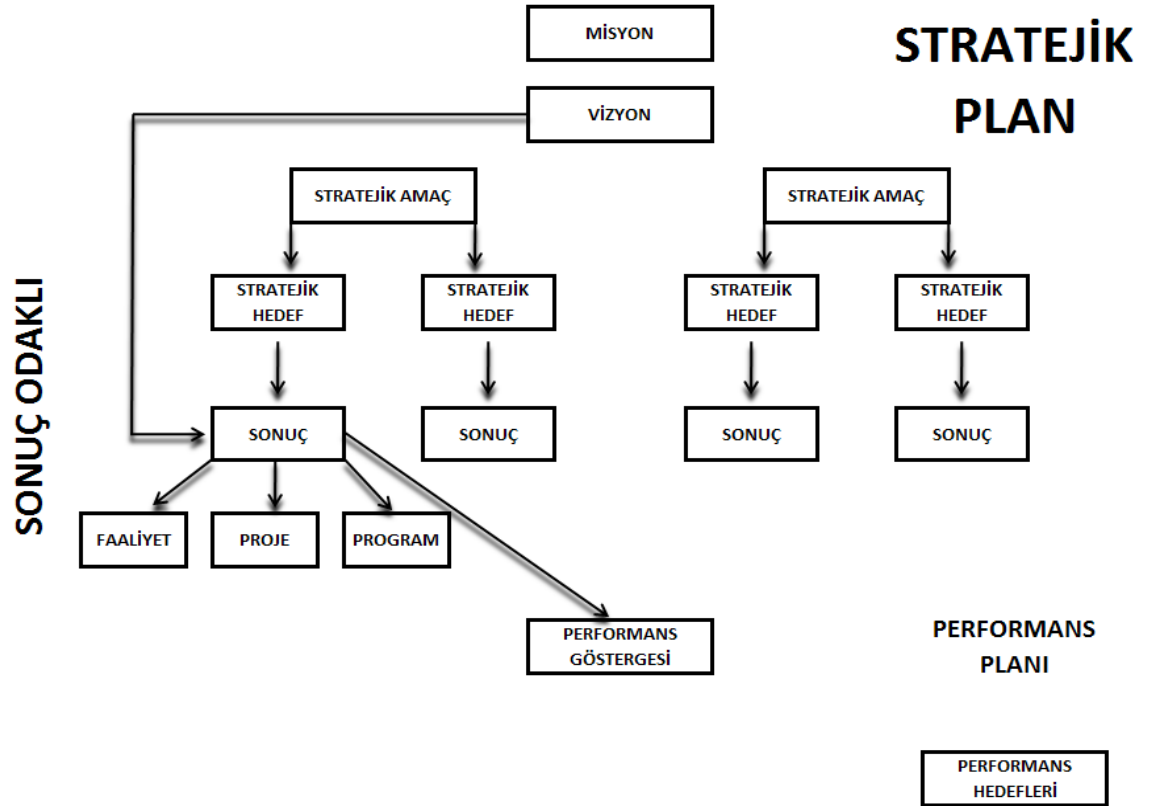 MİSYON
STRATEJİK
PLAN
VİZYON
STRATEJİK AMAÇ
STRATEJİK AMAÇ
STRATEJİK
HEDEF
STRATEJİK
HEDEF
STRATEJİK
HEDEF
STRATEJİK
HEDEF
SONUÇ ODAKLI
SONUÇ
SONUÇ
SONUÇ
SONUÇ
FAALİYET
PROJE
PROGRAM
PERFORMANS
GÖSTERGESİ
PERFORMANS
PLANI
PERFORMANS
HEDEFLERİ